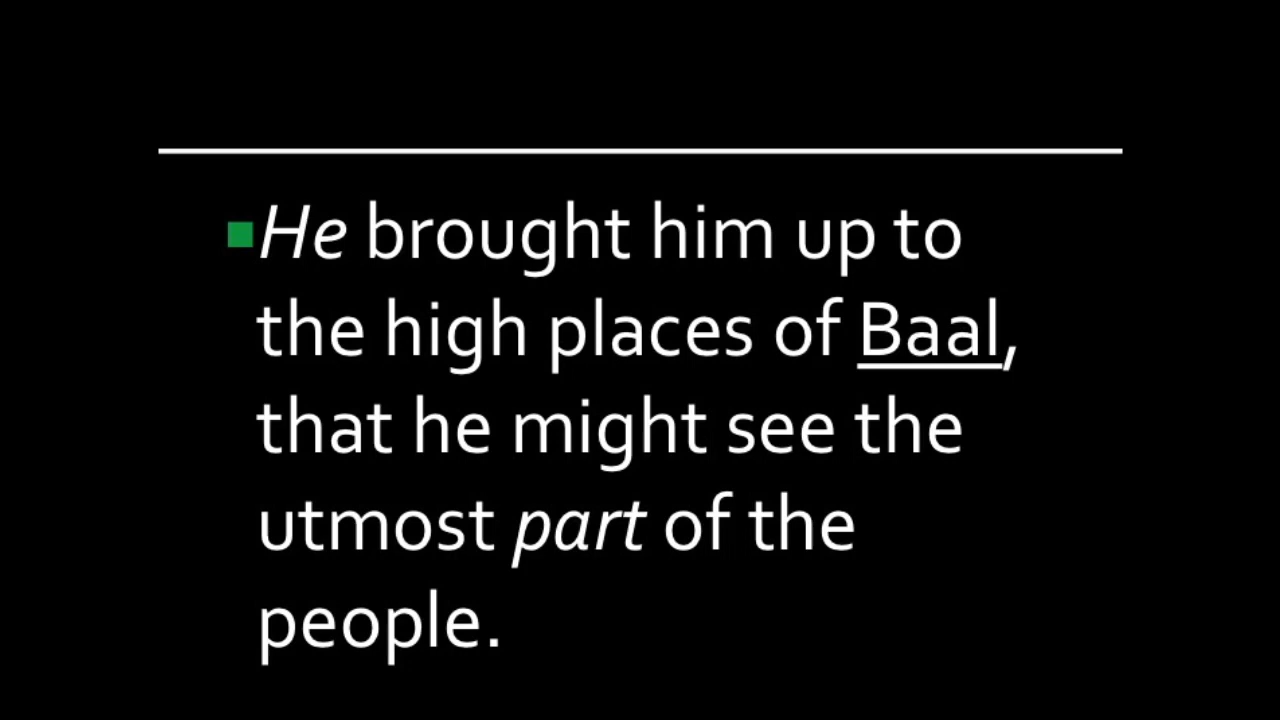 He brought him up to
the high places of Baal,
that he might see the
utmost part of the
people.